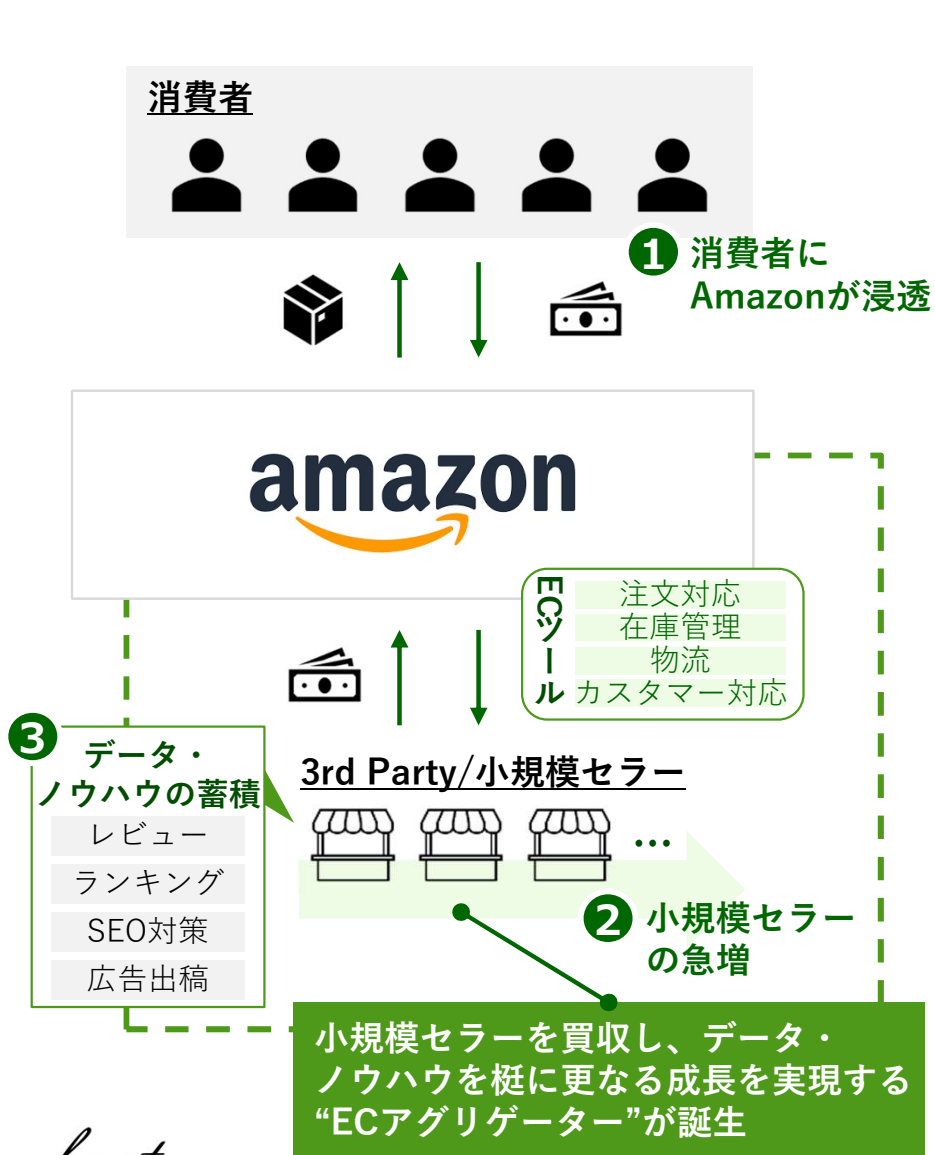 消費者
❶ 消費者に
Amazonが浸透
amazon
ECツール
注文対応
在庫管理
物流
カスタマー対応
❸ データ・
ノウハウの蓄積
レビュー
ランキング
SEO対策
広告出稿
3rd Party/小規模セラー
…
❷ 小規模セラー
の急増
小規模セラーを買収し、データ・
ノウハウを梃に更なる成長を実現する
“ECアグリゲーター”が誕生